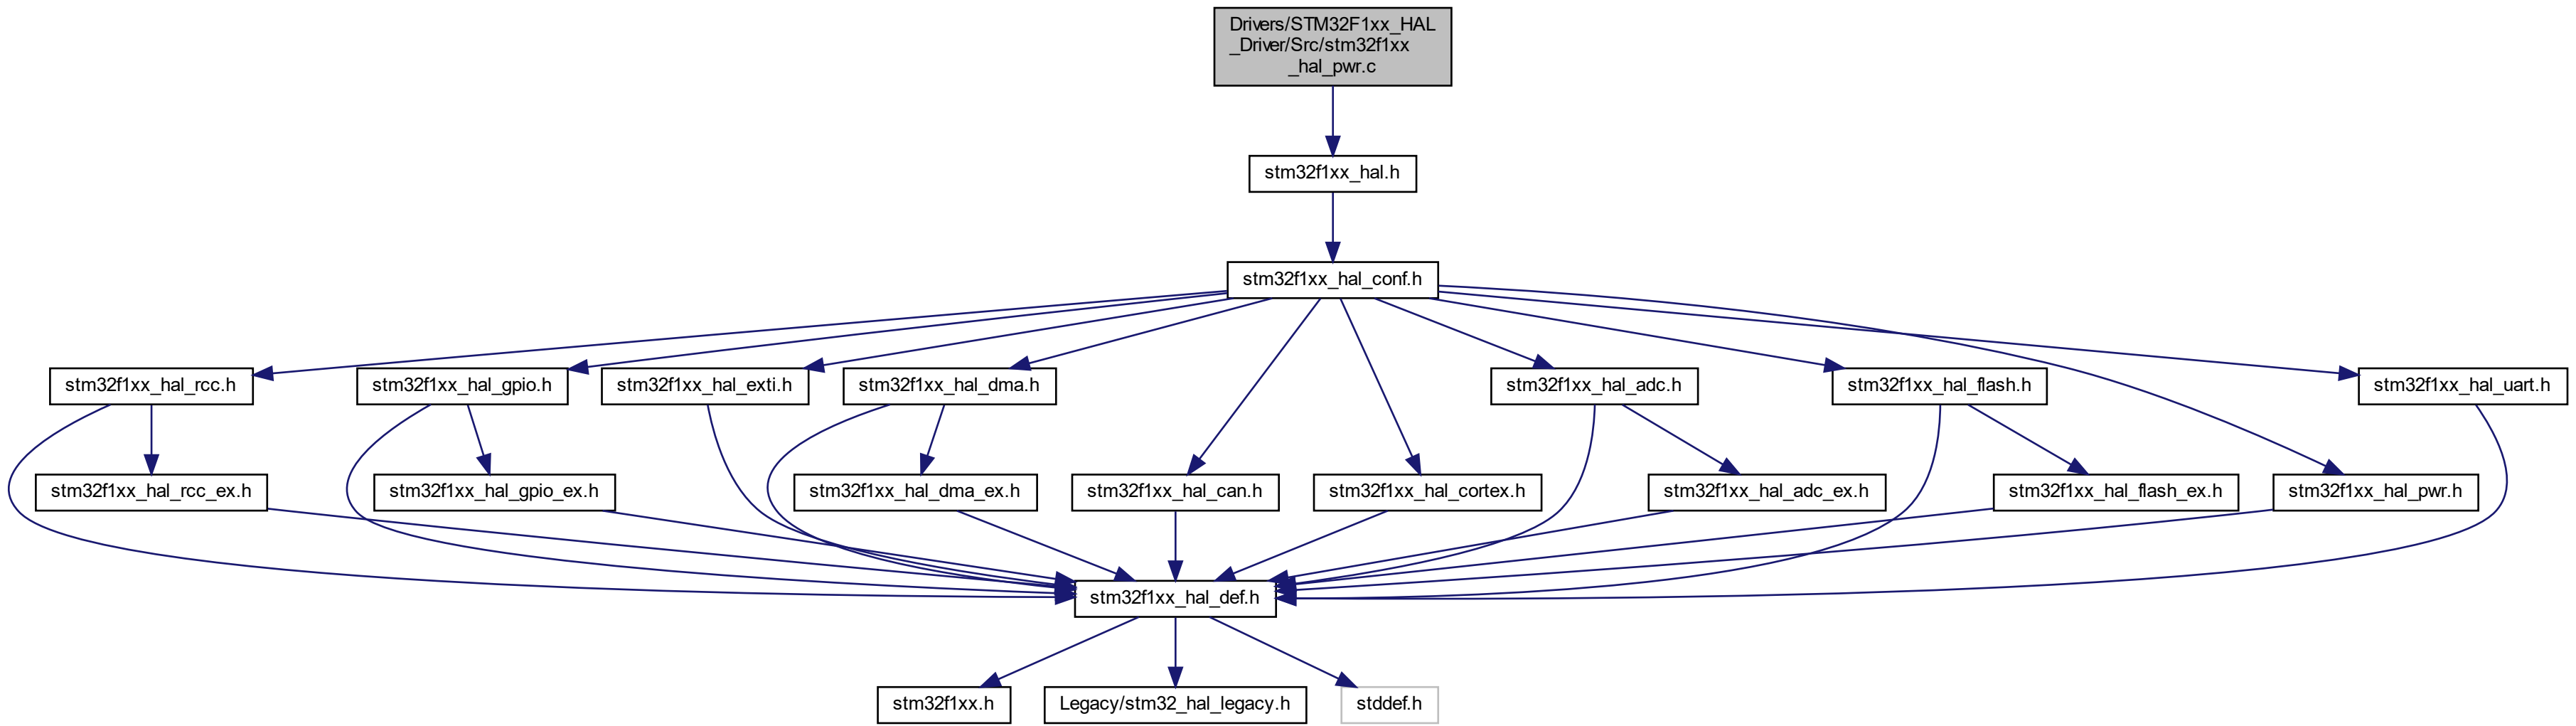 Drivers/STM32F1xx_HAL
_Driver/Src/stm32f1xx
_hal_pwr.c
stm32f1xx_hal.h
stm32f1xx_hal_conf.h
stm32f1xx_hal_rcc.h
stm32f1xx_hal_gpio.h
stm32f1xx_hal_exti.h
stm32f1xx_hal_dma.h
stm32f1xx_hal_adc.h
stm32f1xx_hal_flash.h
stm32f1xx_hal_uart.h
stm32f1xx_hal_rcc_ex.h
stm32f1xx_hal_gpio_ex.h
stm32f1xx_hal_dma_ex.h
stm32f1xx_hal_can.h
stm32f1xx_hal_cortex.h
stm32f1xx_hal_adc_ex.h
stm32f1xx_hal_flash_ex.h
stm32f1xx_hal_pwr.h
stm32f1xx_hal_def.h
stm32f1xx.h
Legacy/stm32_hal_legacy.h
stddef.h